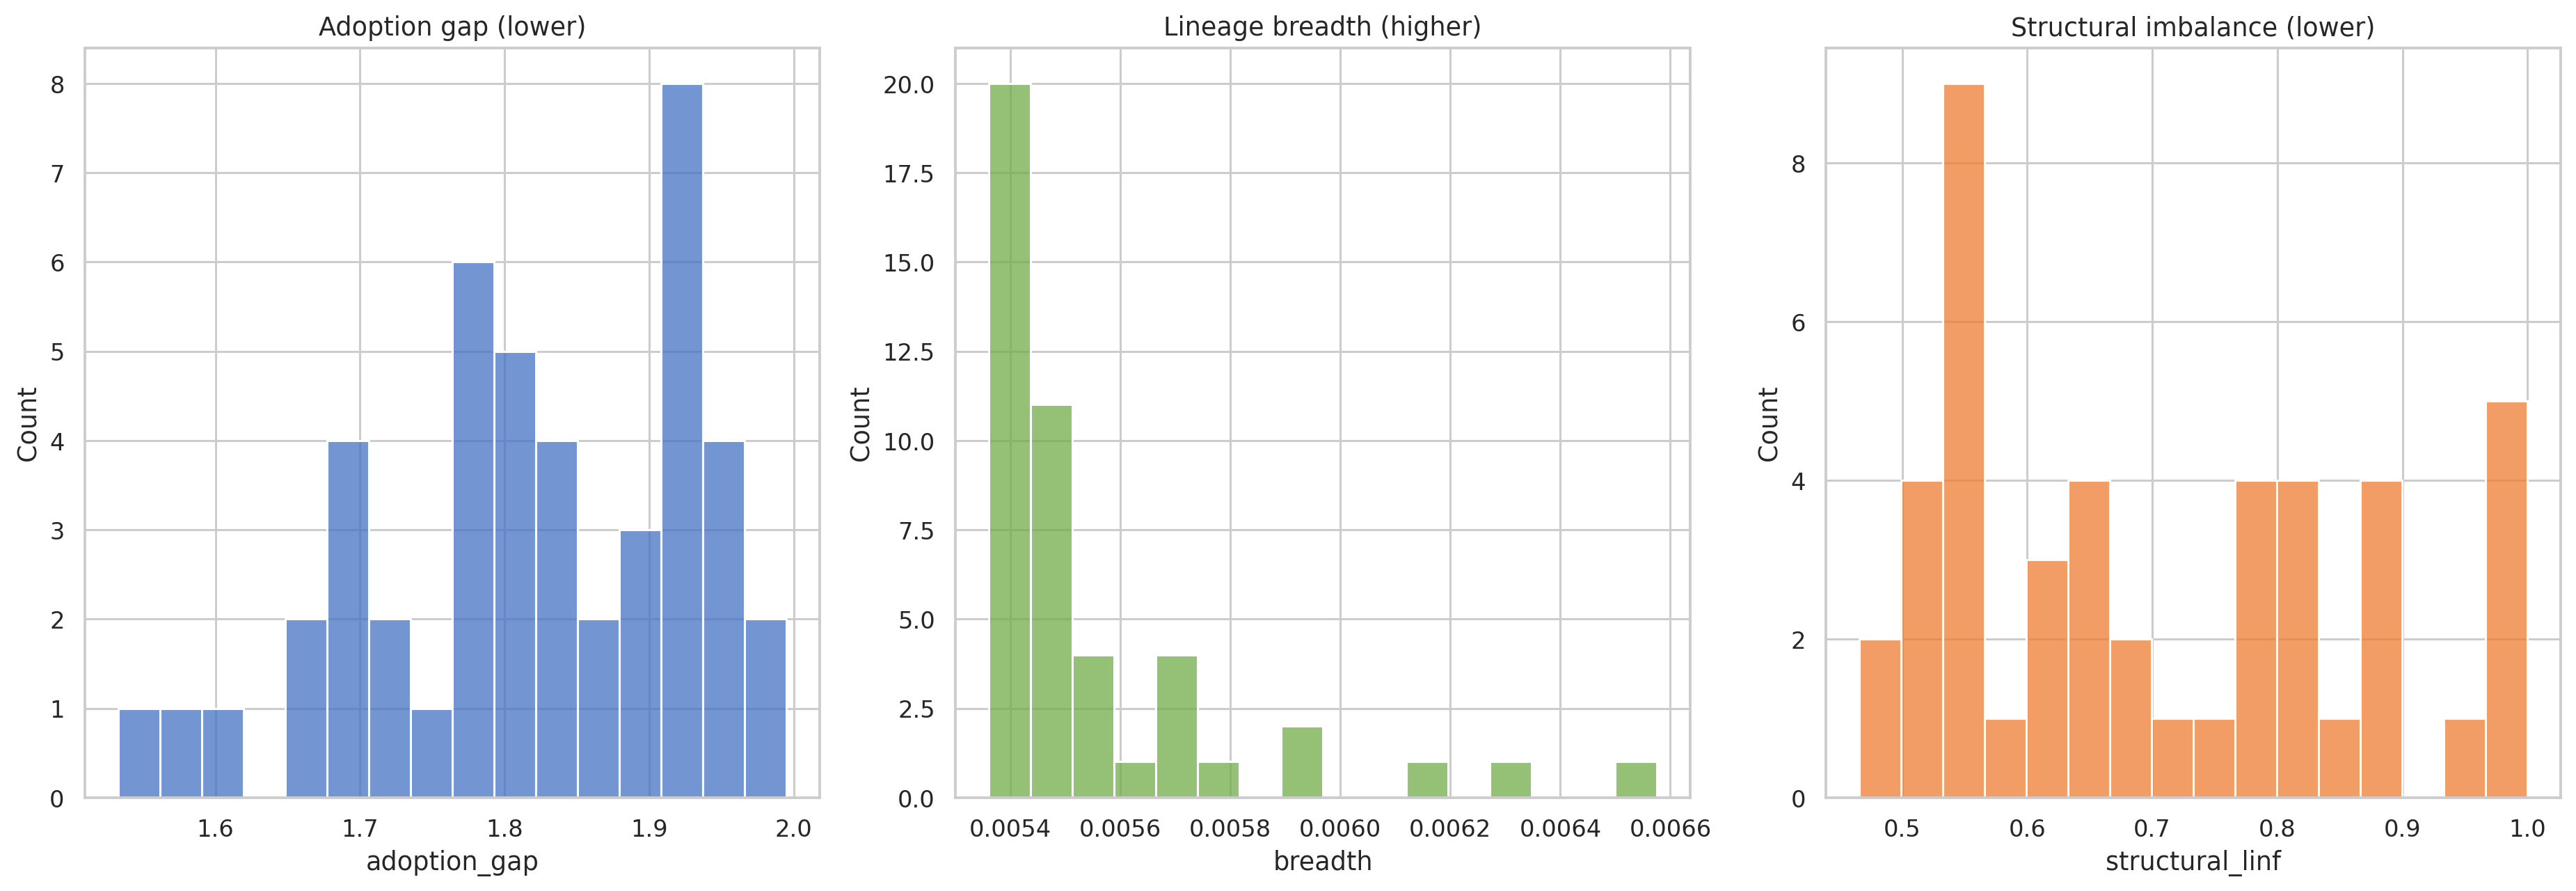 Adoption gap (lower)
8
7
6
5
4
3
2
1
0
Count
1.6 1.7 1.8 1.9 2.0
adoption_gap
Lineage breadth (higher)
20.0
17.5
15.0
12.5
10.0
7.5
5.0
2.5
0.0
Count
0.0054 0.0056 0.0058 0.0060 0.0062 0.0064 0.0066
breadth
Structural imbalance (lower)
8
6
4
2
0
Count
0.5 0.6 0.7 0.8 0.9 1.0
structural_linf